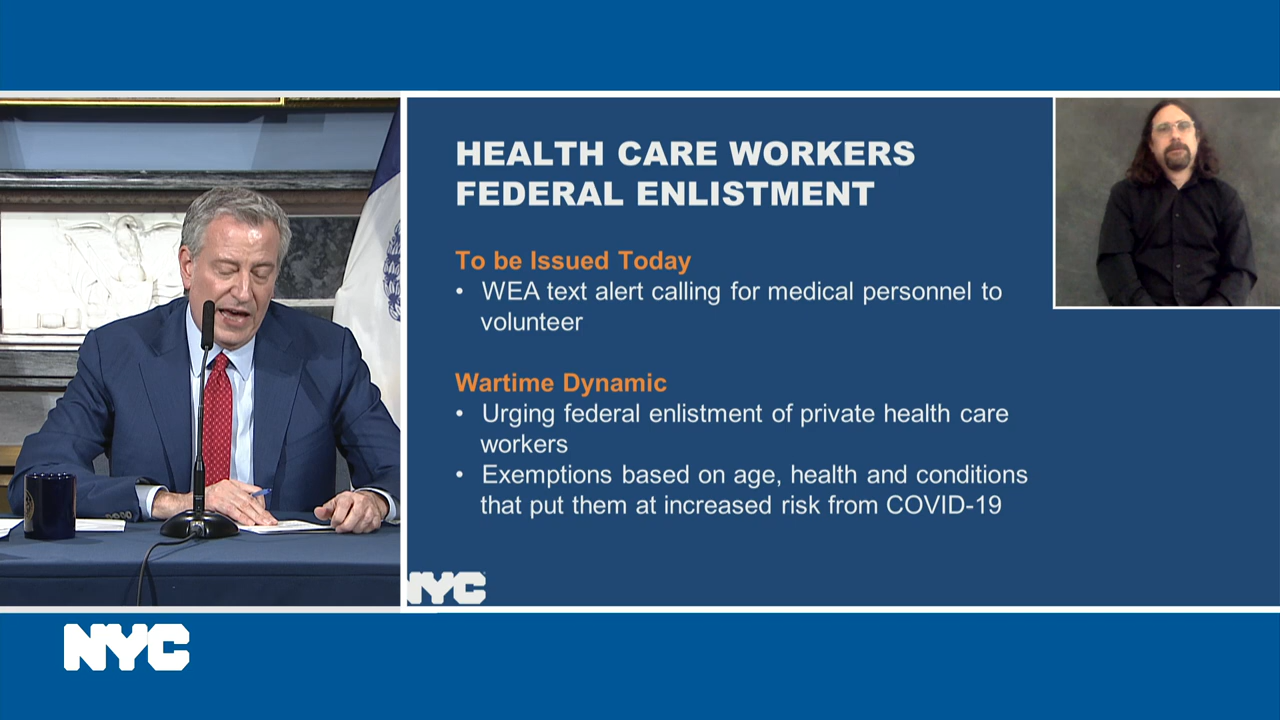 HEALTH CARE WORKERS
FEDERAL ENLISTMENT
To be Issued Today
• WEA text alert calling for medical personnel to
volunteer
Wartime Dynamic
• Urging federal enlistment of private health care
workers
• Exemptions based on age, health and conditions
that put them at increased risk from COVID-19
NYC
NYC